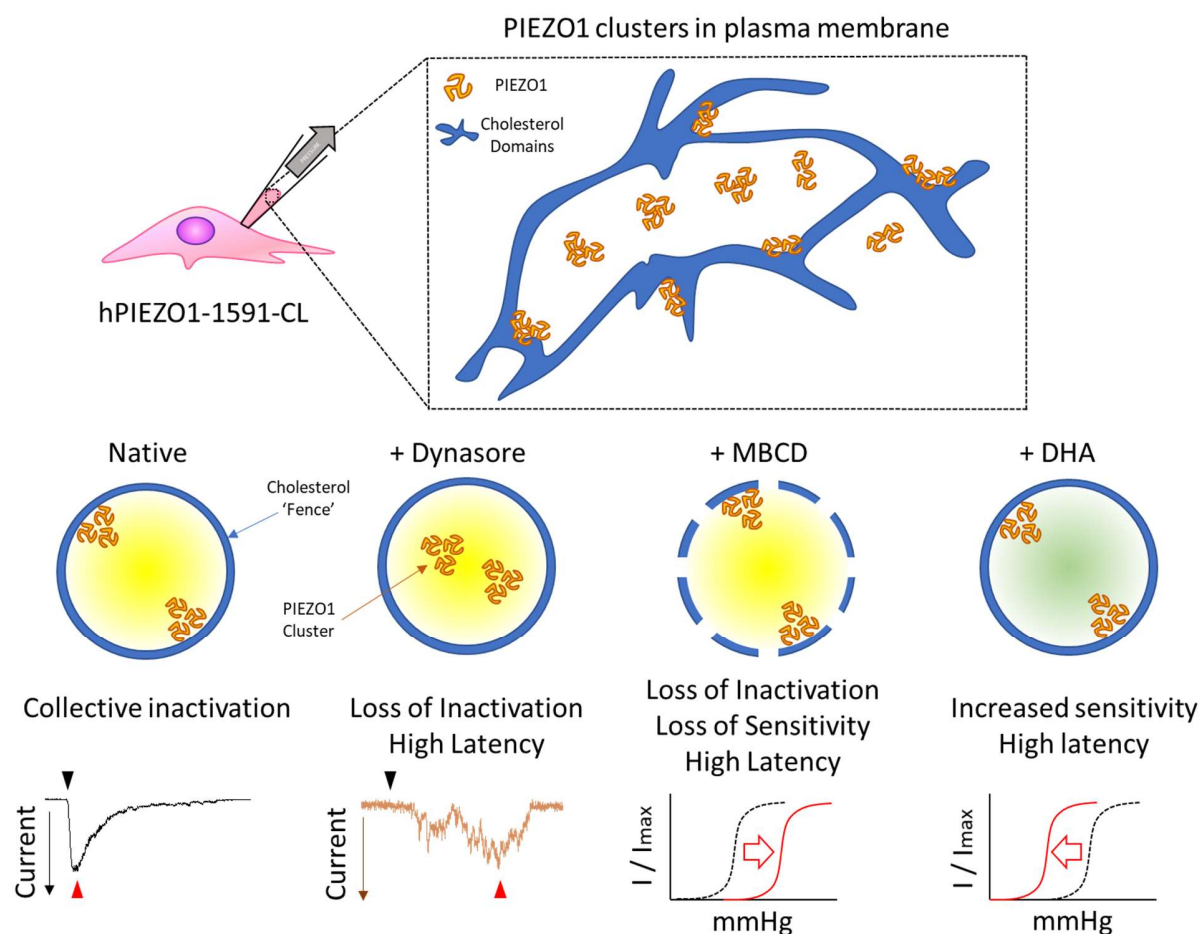 PIEZO1 clusters in plasma membrane
PIEZO1
Cholesterol
Domains
hPIEZO1-1591-CL
Native
+ Dynasore
+ MBCD
+ DHA
Cholesterol
'Fence'
PIEZO1
Cluster
Collective inactivation
Loss of Inactivation
High Latency
Loss of Inactivation
Loss of Sensitivity
High Latency
Increased sensitivity
High latency
Current
Current
I / Imax
mmHg
I / Imax
mmHg